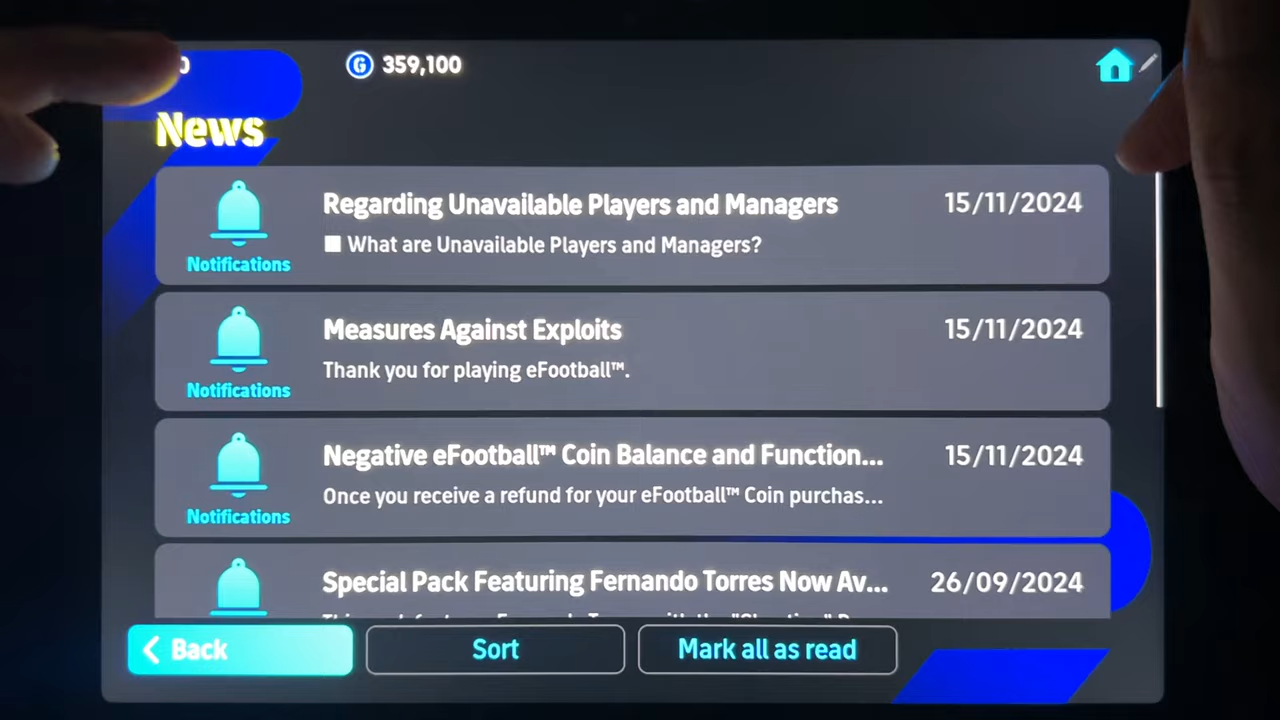 0
G 359,100
News
Regarding Unavailable Players and Managers
15/11/2024
■ What are Unavailable Players and Managers?
Notifications
Measures Against Exploits
15/11/2024
Thank you for playing eFootball™.
Notifications
Negative eFootball™ Coin Balance and Function...
15/11/2024
Once you receive a refund for your eFootball™ Coin purchas...
Notifications
Special Pack Featuring Fernando Torres Now Av...
26/09/2024
Back
Sort
Mark all as read